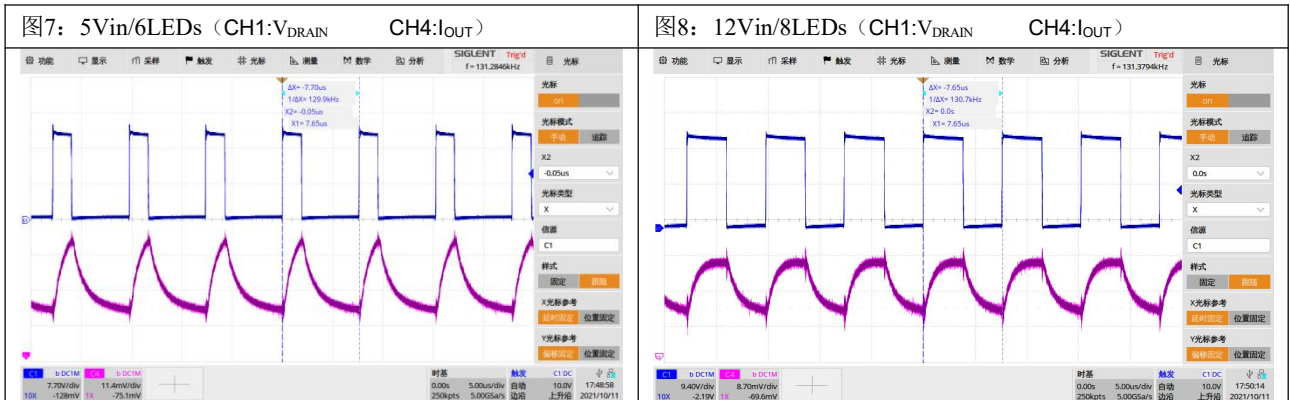 图7：5Vin/6LEDs（CH1:VDRAIN CH4:IOUT）
功能 显示 采样 触发 光标 测量 数学 分析 SIGLENT Trig'd
f = 131.2846kHz
光标
ΔX= -7.70us
1/ΔX= 129.9kHz
X2= -0.05us
X1= 7.65us
光标
on
光标模式
手动 追踪
X2
-0.05us
光标类型
X
信源
C1
样式
固定 跟随
X光标参考
延时固定 位置固定
Y光标参考
偏移固定 位置固定
C1 b DC1M C4 b DC1M
7.70V/div 11.4mV/div
10X -128mV 1X -75.1mV
时基 触发 C1 DC
0.00s 5.00us/div 自动 10.0V 17:48:58
250kpts 5.00GSa/s 边沿 上升沿 2021/10/11
图8：12Vin/8LEDs（CH1:VDRAIN CH4:IOUT）
功能 显示 采样 触发 光标 测量 数学 分析 SIGLENT Trig'd
f = 131.3794kHz
光标
ΔX= -7.65us
1/ΔX= 130.7kHz
X2= 0.0s
X1= 7.65us
光标
on
光标模式
手动 追踪
X2
0.0s
光标类型
X
信源
C1
样式
固定 跟随
X光标参考
延时固定 位置固定
Y光标参考
偏移固定 位置固定
C1 b DC1M C4 b DC1M
9.40V/div 8.70mV/div
10X -2.19V 1X -69.6mV
时基 触发 C1 DC
0.00s 5.00us/div 自动 10.0V 17:50:14
250kpts 5.00GSa/s 边沿 上升沿 2021/10/11